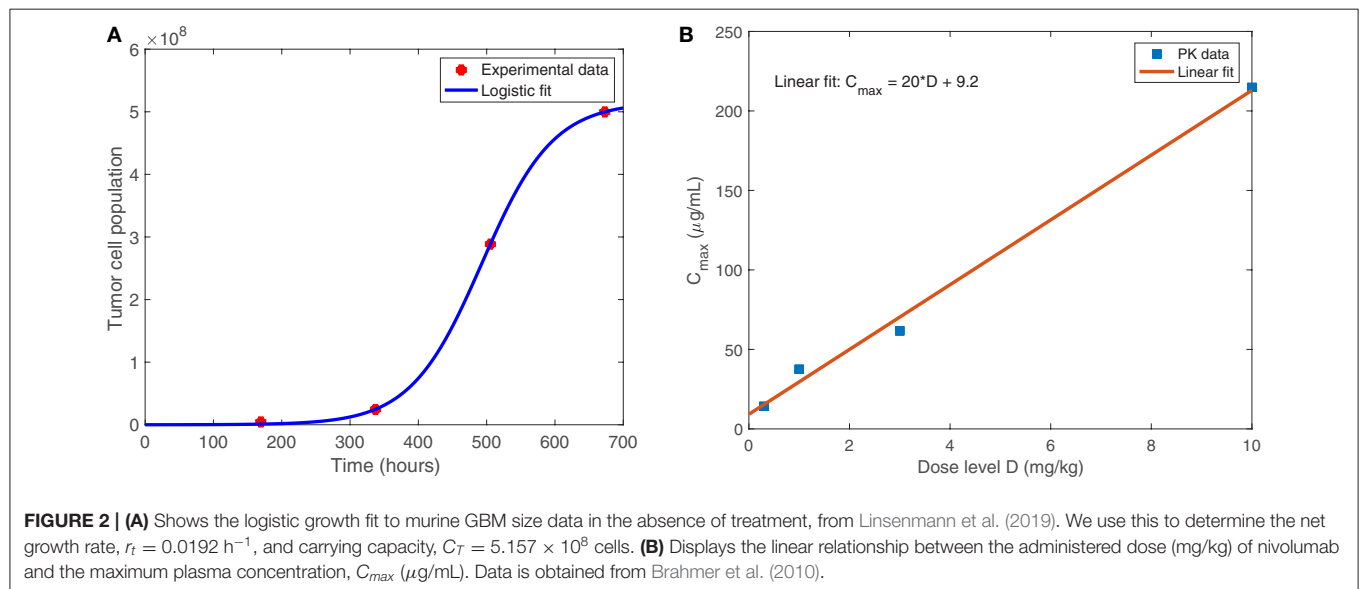 A
×10⁸
6
5
4
3
2
1
0
Tumor cell population
Experimental data
Logistic fit
0 100 200 300 400 500 600 700
Time (hours)
B
250
200
150
100
50
0
C_max (μg/mL)
Linear fit: C_max = 20*D + 9.2
PK data
Linear fit
0 2 4 6 8 10
Dose level D (mg/kg)
FIGURE 2 | (A) Shows the logistic growth fit to murine GBM size data in the absence of treatment, from Linsenmann et al. (2019). We use this to determine the net
growth rate, r_t = 0.0192 h⁻¹, and carrying capacity, C_T = 5.157 × 10⁸ cells. (B) Displays the linear relationship between the administered dose (mg/kg) of nivolumab
and the maximum plasma concentration, C_max (μg/mL). Data is obtained from Brahmer et al. (2010).